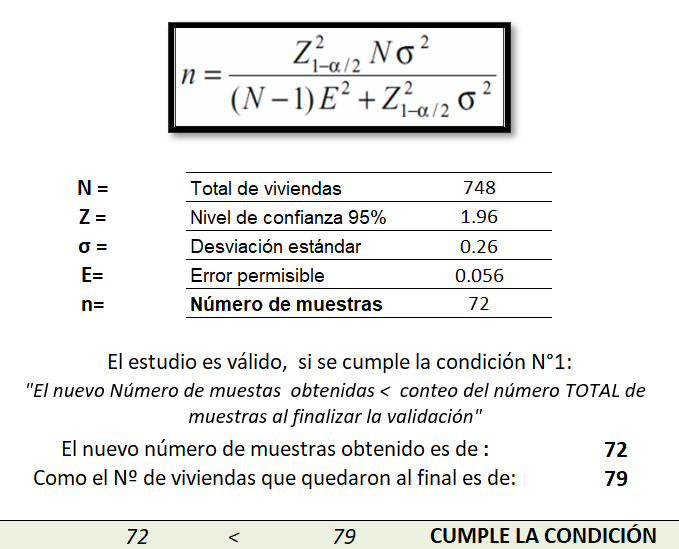 n = Z²₁₋α/₂ N σ² / (N − 1) E² + Z²₁₋α/₂ σ²
N = Total de viviendas 748
Z = Nivel de confianza 95% 1.96
σ = Desviación estándar 0.26
E= Error permisible 0.056
n= Número de muestras 72
El estudio es válido, si se cumple la condición N°1:
"El nuevo Número de muestas obtenidas < conteo del número TOTAL de
muestras al finalizar la validación"
El nuevo número de muestras obtenido es de : 72
Como el Nº de viviendas que quedaron al final es de: 79
72 < 79 CUMPLE LA CONDICIÓN